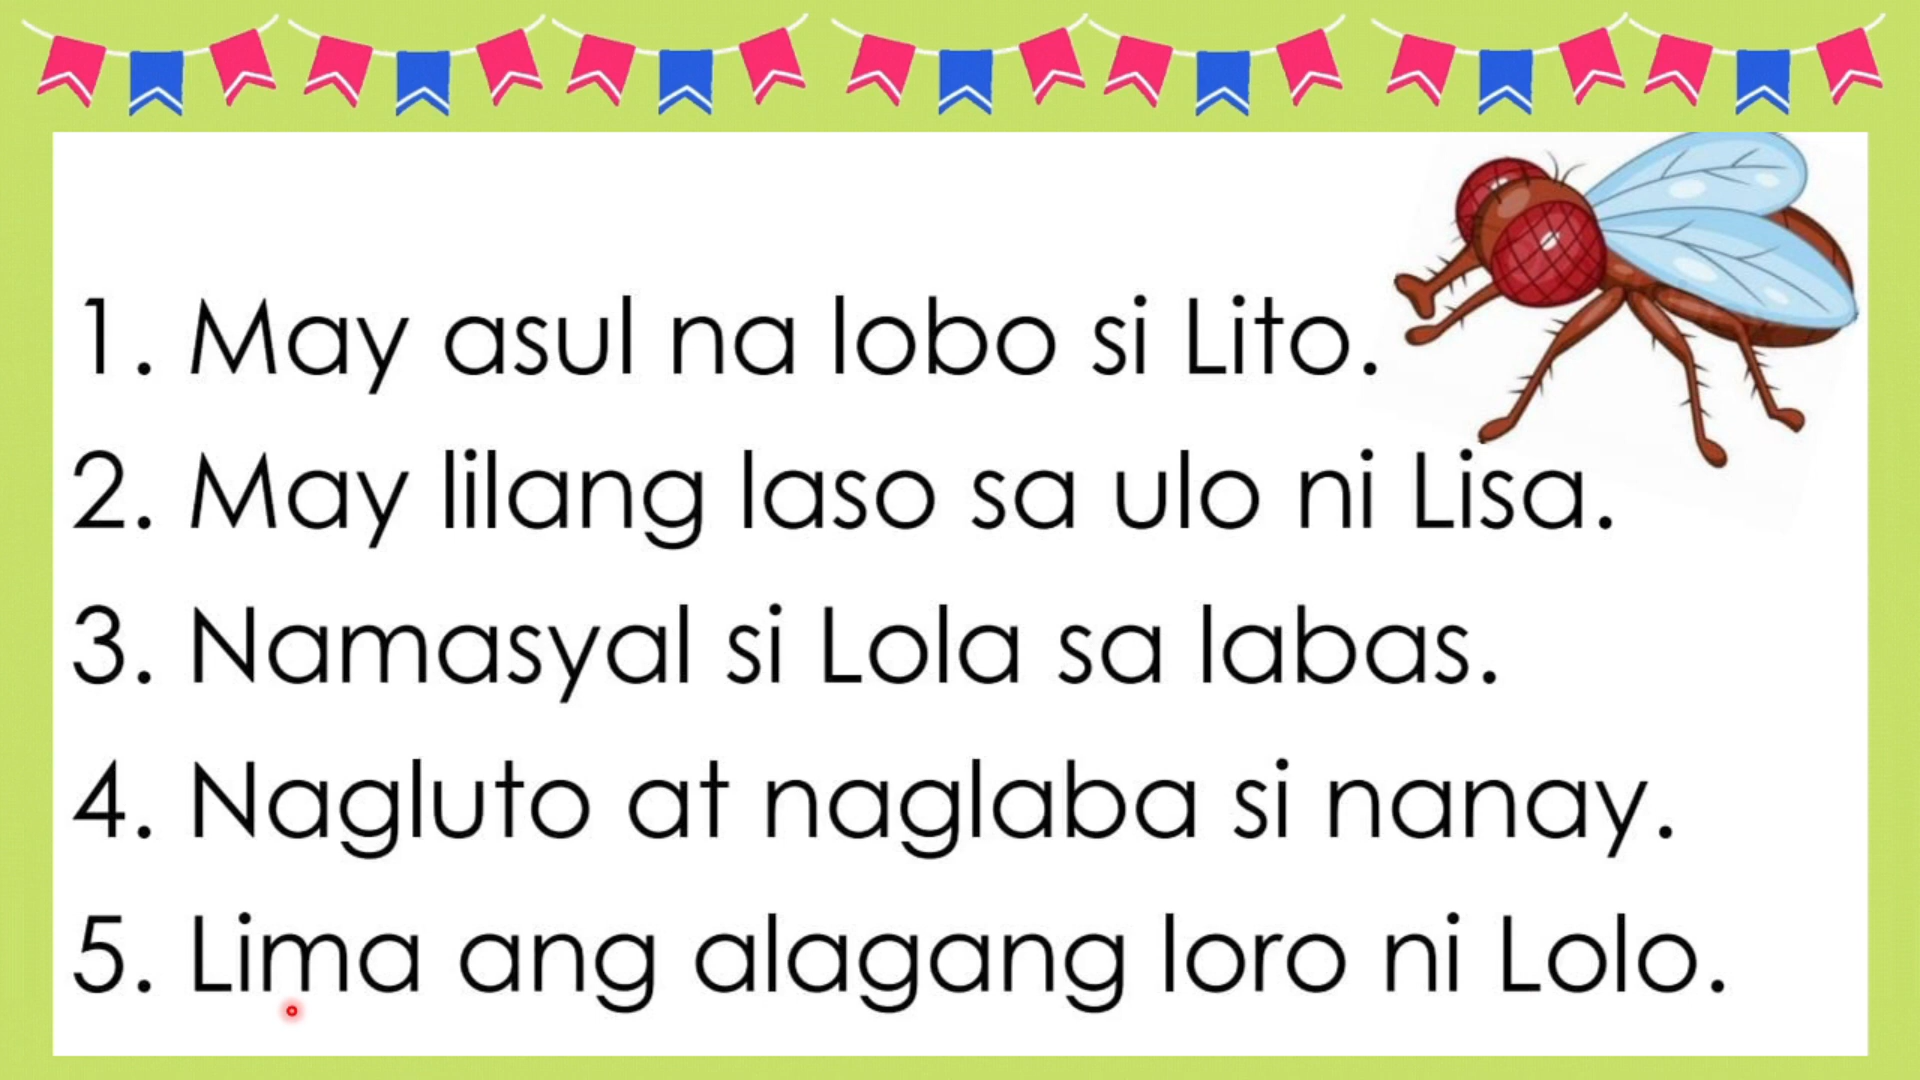 1. May asul na lobo si Lito.
2. May lilang laso sa ulo ni Lisa.
3. Namasyal si Lola sa labas.
4. Nagluto at naglaba si nanay.
5. Lima ang alagang loro ni Lolo.